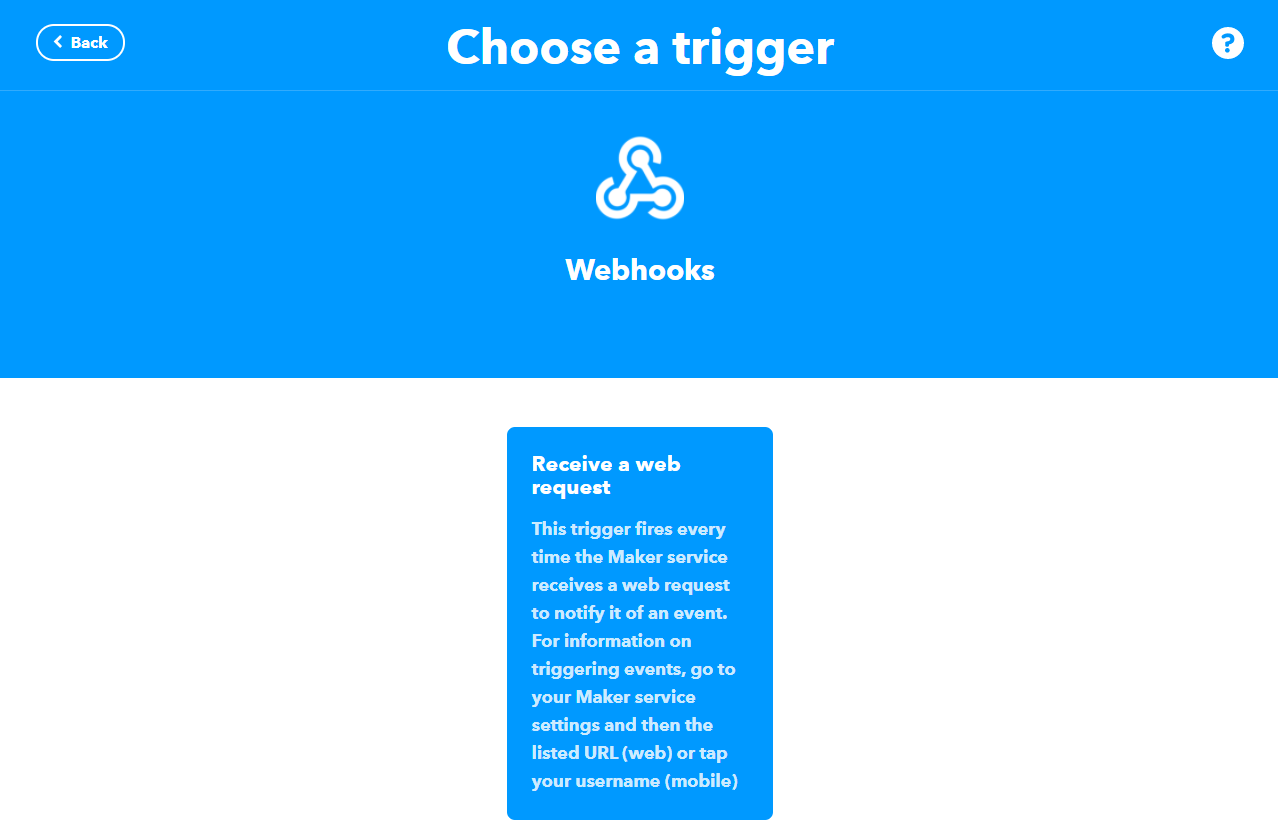 Back
Choose a trigger
?
Webhooks
Receive a web
request
This trigger fires every
time the Maker service
receives a web request
to notify it of an event.
For information on
triggering events, go to
your Maker service
settings and then the
listed URL (web) or tap
your username (mobile)